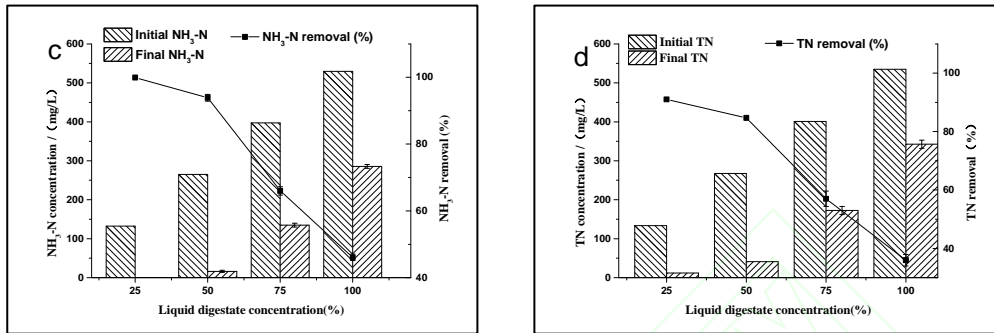 c
Initial NH₃-N
Final NH₃-N
NH₃-N removal (%)
600
500
400
300
200
100
0
NH₃-N concentration / (mg/L)
100
80
60
40
NH₃-N removal (%)
25 50 75 100
Liquid digestate concentration(%)
d
Initial TN
Final TN
TN removal (%)
600
500
400
300
200
100
0
TN concentration / (mg/L)
100
80
60
40
TN removal (%)
25 50 75 100
Liquid digestate concentration(%)